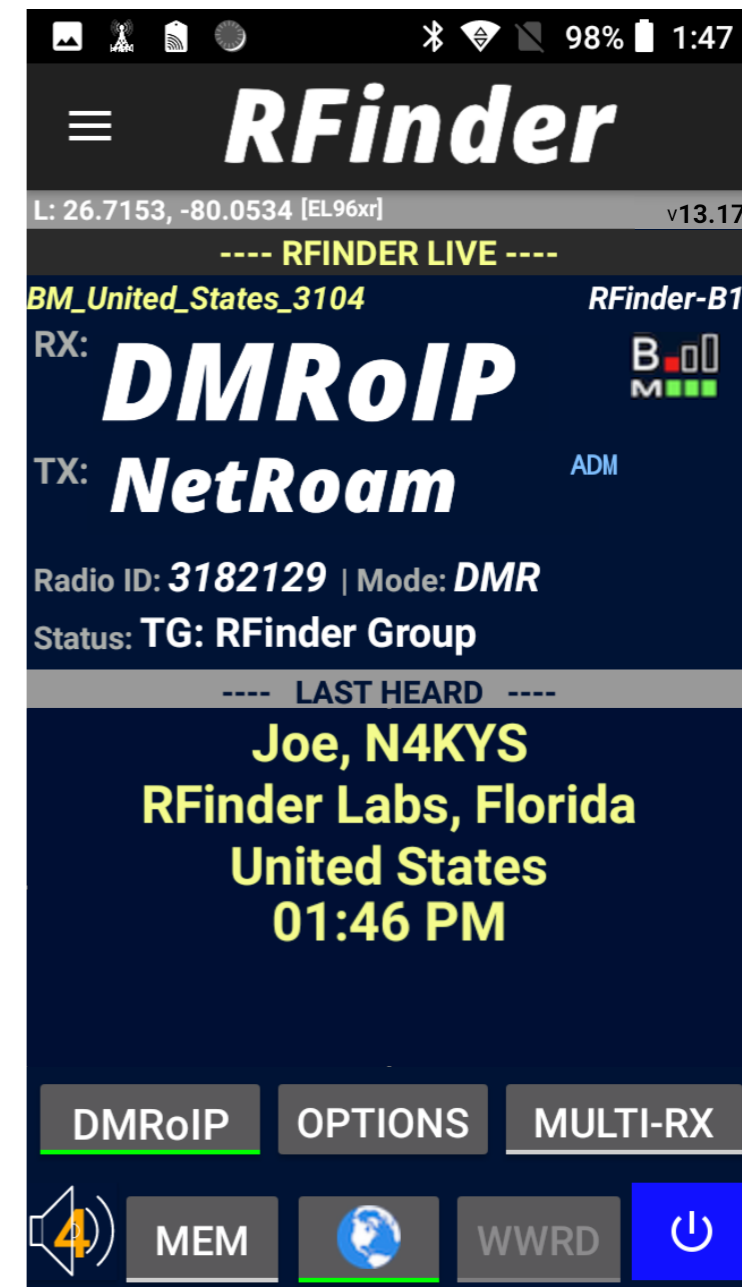 98% 1:47
RFinder
L: 26.7153, -80.0534 [EL96xr] v13.17
---- RFINDER LIVE ----
BM_United_States_3104 RFinder-B1
RX: DMRoIP B
M
TX: NetRoam ADM
Radio ID: 3182129 | Mode: DMR
Status: TG: RFinder Group
---- LAST HEARD ----
Joe, N4KYS
RFinder Labs, Florida
United States
01:46 PM
DMRoIP OPTIONS MULTI-RX
4 MEM WWRD